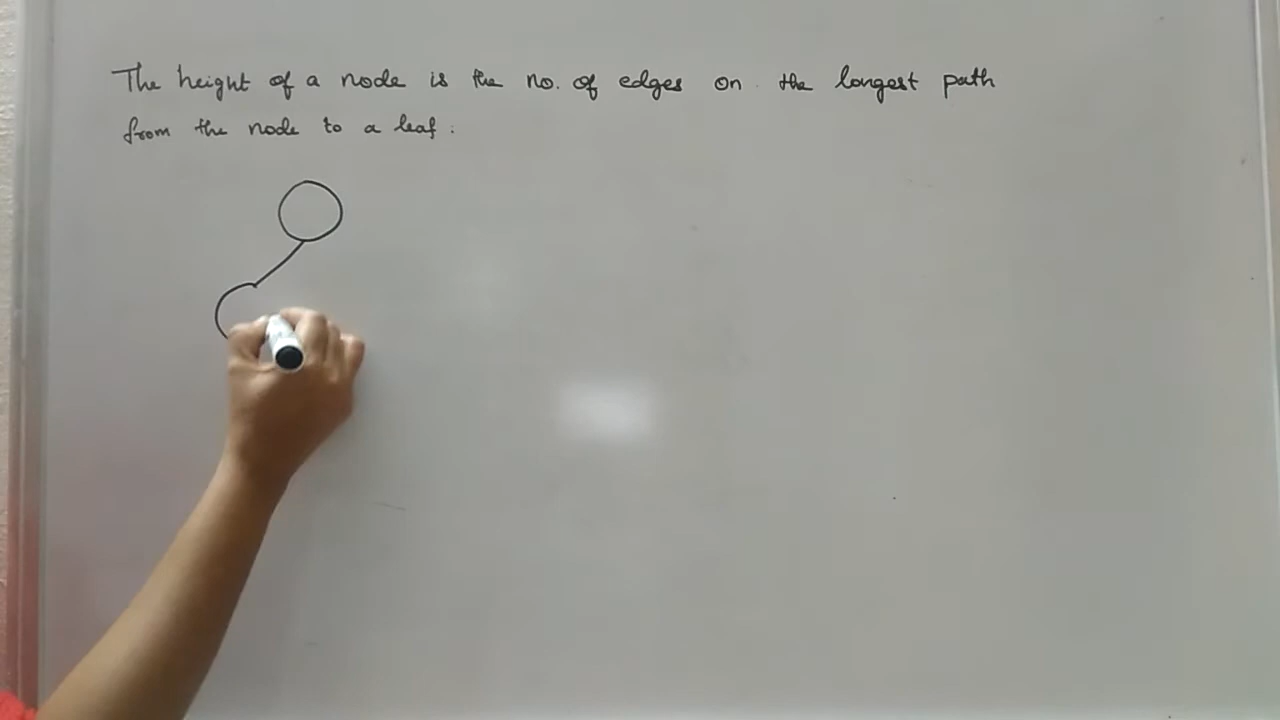 The height of a node is the no. of edges on the longest path
from the node to a leaf.